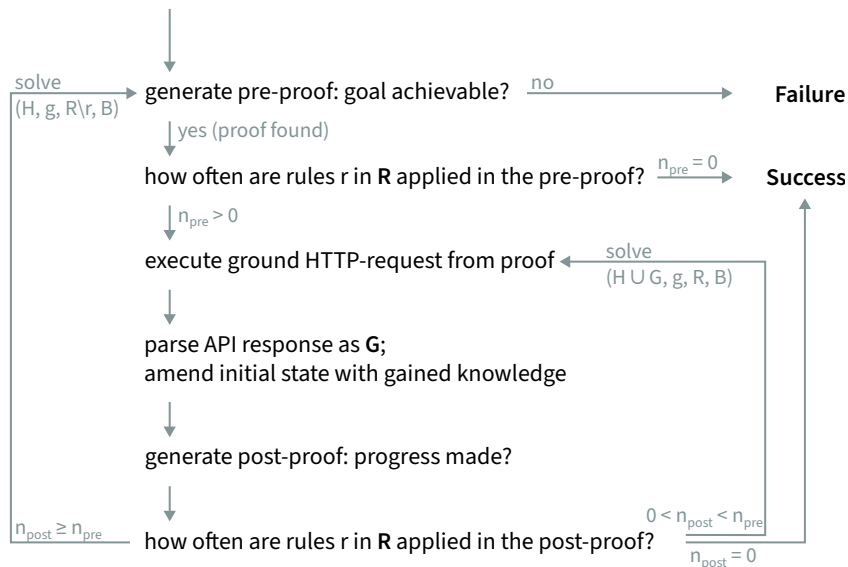 solve
(H, g, R\r, B)
generate pre-proof: goal achievable?
no
Failure
yes (proof found)
how often are rules r in R applied in the pre-proof?
n_pre = 0
Success
n_pre > 0
execute ground HTTP-request from proof
solve
(H ∪ G, g, R, B)
parse API response as G;
amend initial state with gained knowledge
generate post-proof: progress made?
n_post ≥ n_pre
how often are rules r in R applied in the post-proof?
0 < n_post < n_pre
n_post = 0